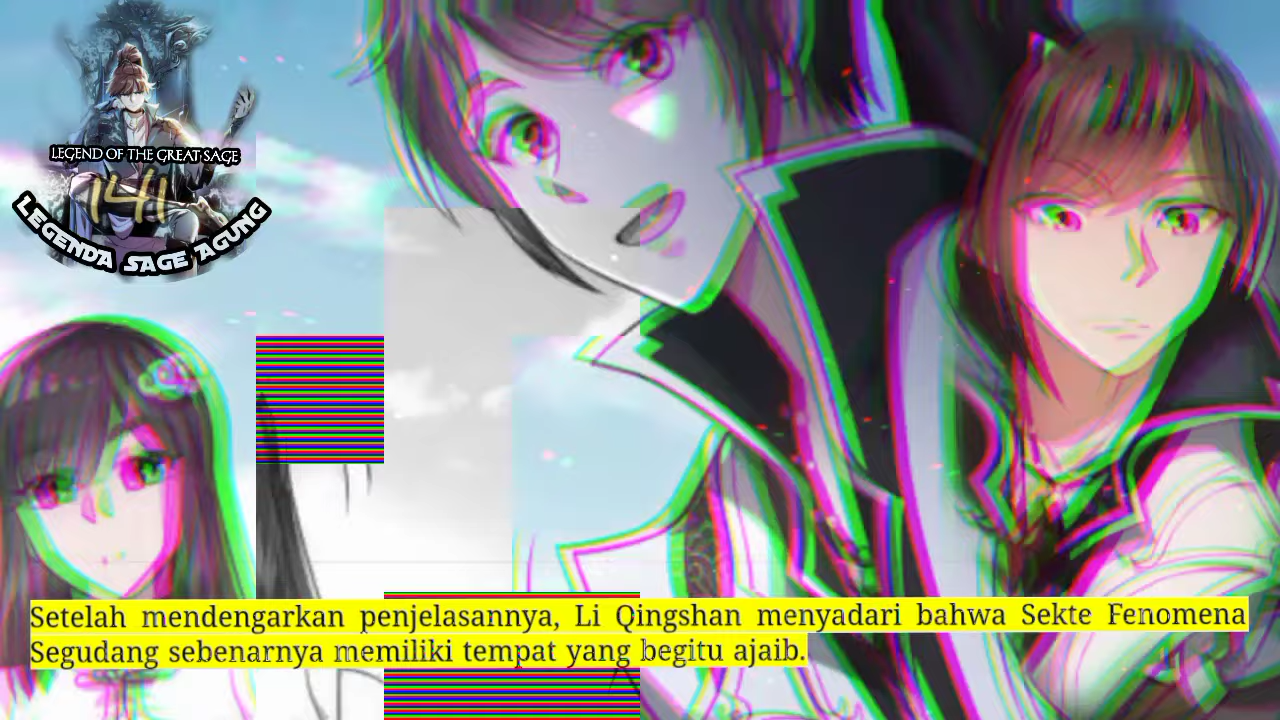 LEGEND OF THE GREAT SAGE
141
LEGENDA SAGE AGUNG
Setelah mendengarkan penjelasannya, Li Qingshan menyadari bahwa Sekte Fenomena
Segudang sebenarnya memiliki tempat yang begitu ajaib.